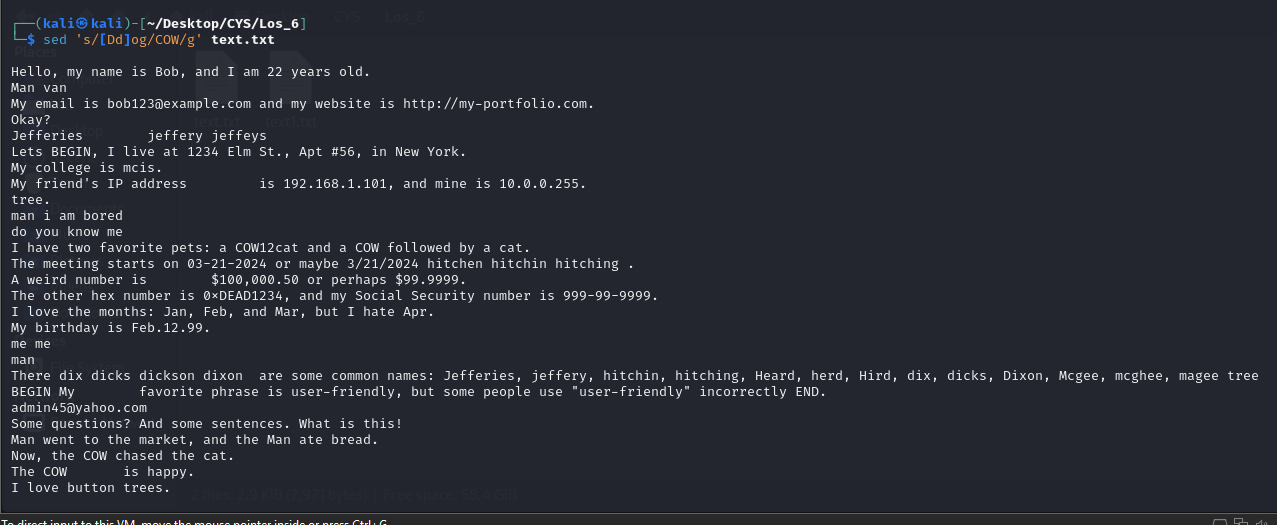 (kali㉿kali)-[~/Desktop/CYS/Los_6]
$ sed 's/[Dd]og/COW/g' text.txt
Hello, my name is Bob, and I am 22 years old.
Man van
My email is bob123@example.com and my website is http://my-portfolio.com.
Okay?
Jefferies        jeffery jeffeys
Lets BEGIN, I live at 1234 Elm St., Apt #56, in New York.
My college is mcis.
My friend's IP address         is 192.168.1.101, and mine is 10.0.0.255.
tree.
man i am bored
do you know me
I have two favorite pets: a COW12cat and a COW followed by a cat.
The meeting starts on 03-21-2024 or maybe 3/21/2024 hitchen hitchin hitching .
A weird number is        $100,000.50 or perhaps $99.9999.
The other hex number is 0×DEAD1234, and my Social Security number is 999-99-9999.
I love the months: Jan, Feb, and Mar, but I hate Apr.
My birthday is Feb.12.99.
me me
man
There dix dicks dickson dixon  are some common names: Jefferies, jeffery, hitchin, hitching, Heard, herd, Hird, dix, dicks, Dixon, Mcgee, mcghee, magee tree
BEGIN My        favorite phrase is user-friendly, but some people use "user-friendly" incorrectly END.
admin45@yahoo.com
Some questions? And some sentences. What is this!
Man went to the market, and the Man ate bread.
Now, the COW chased the cat.
The COW       is happy.
I love button trees.
To direct input to this VM, move the mouse pointer inside or press Ctrl+G.